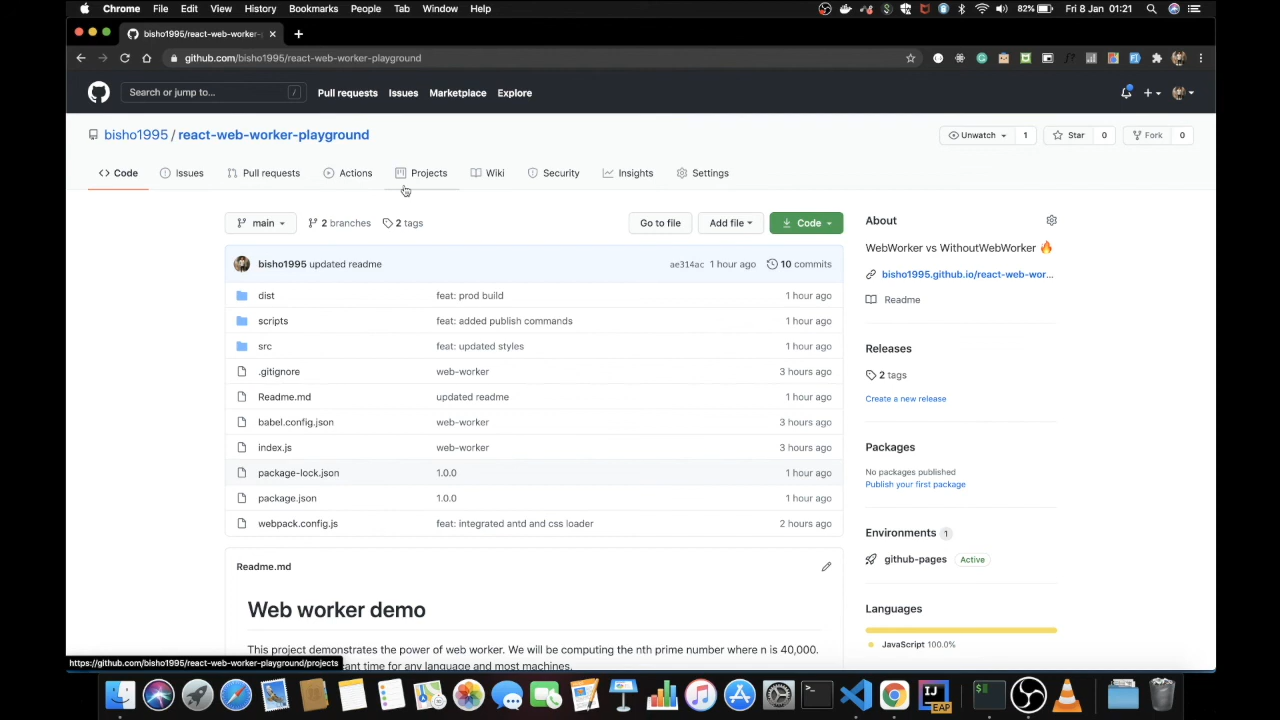 Chrome File Edit View History Bookmarks People Tab Window Help 82% Fri 8 Jan 01:21
bisho1995/react-web-worker-
github.com/bisho1995/react-web-worker-playground
Search or jump to... / Pull requests Issues Marketplace Explore
bisho1995 / react-web-worker-playground Unwatch 1 Star 0 Fork 0
Code Issues Pull requests Actions Projects Wiki Security Insights Settings
main 2 branches 2 tags Go to file Add file Code
bisho1995 updated readme ae314ac 1 hour ago 10 commits
dist feat: prod build 1 hour ago
scripts feat: added publish commands 1 hour ago
src feat: updated styles 1 hour ago
.gitignore web-worker 3 hours ago
Readme.md updated readme 1 hour ago
babel.config.json web-worker 3 hours ago
index.js web-worker 3 hours ago
package-lock.json 1.0.0 1 hour ago
package.json 1.0.0 1 hour ago
webpack.config.js feat: integrated antd and css loader 2 hours ago
Readme.md
Web worker demo
This project demonstrates the power of web worker. We will be computing the nth prime number where n is 40,000.
ant time for any language and most machines.
https://github.com/bisho1995/react-web-worker-playground/projects
About
WebWorker vs WithoutWebWorker 🔥
bisho1995.github.io/react-web-wor...
Readme
Releases
2 tags
Create a new release
Packages
No packages published
Publish your first package
Environments 1
github-pages Active
Languages
JavaScript 100.0%